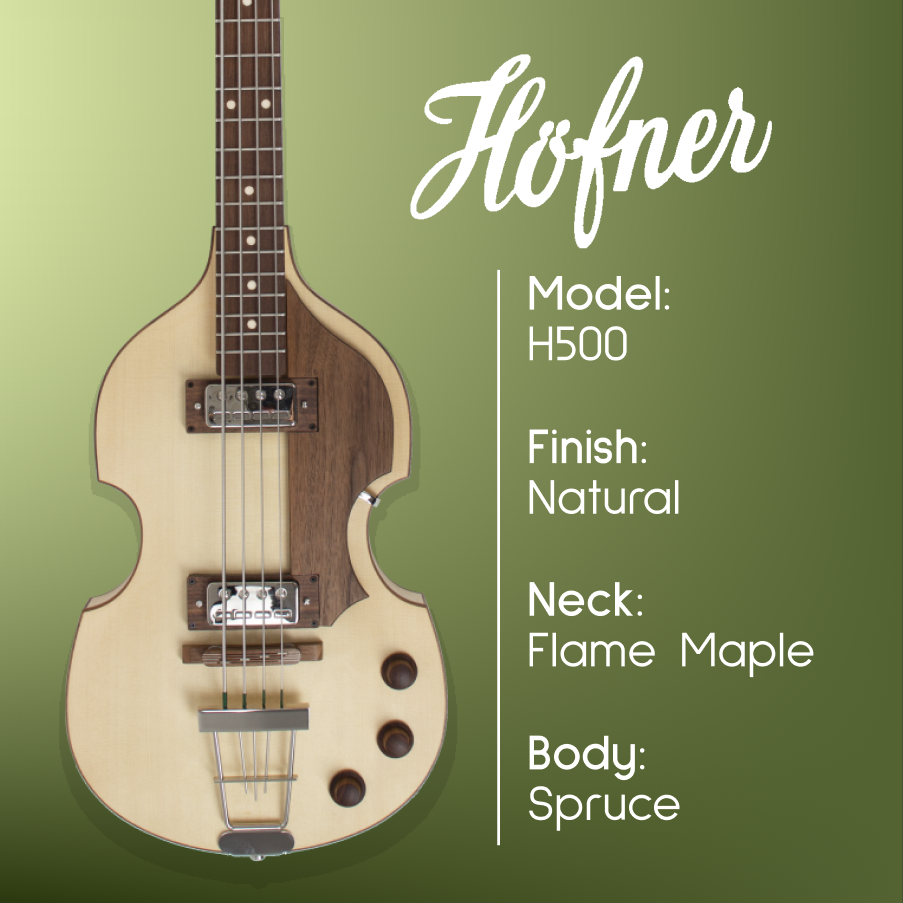 Höfner
Model:
H500
Finish:
Natural
Neck:
Flame Maple
Body:
Spruce